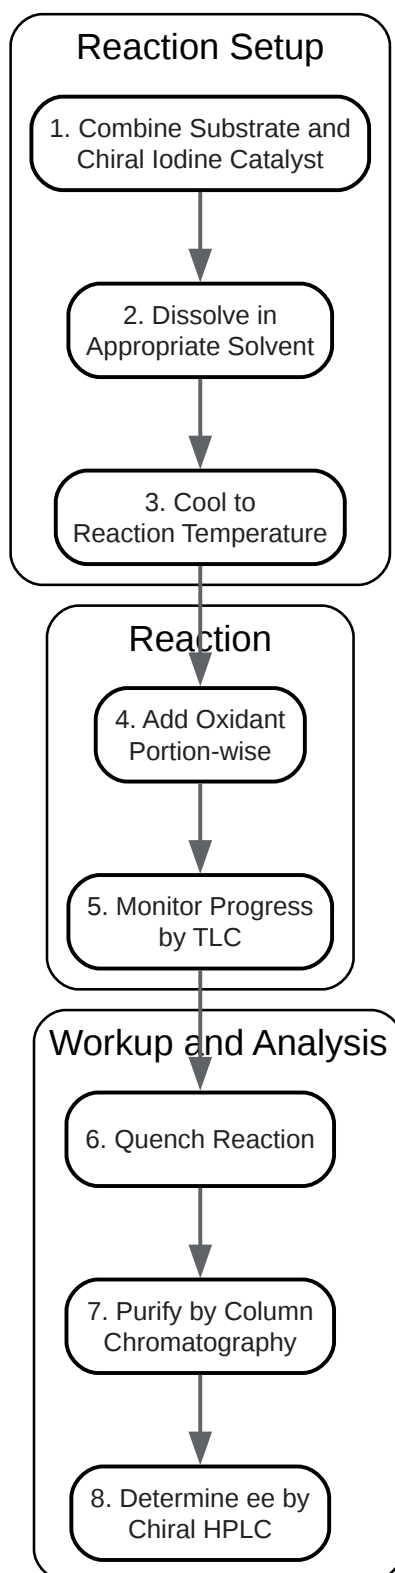 Reaction Setup
1. Combine Substrate and
Chiral Iodine Catalyst
2. Dissolve in
Appropriate Solvent
3. Cool to
Reaction Temperature
Reaction
4. Add Oxidant
Portion-wise
5. Monitor Progress
by TLC
Workup and Analysis
6. Quench Reaction
7. Purify by Column
Chromatography
8. Determine ee by
Chiral HPLC